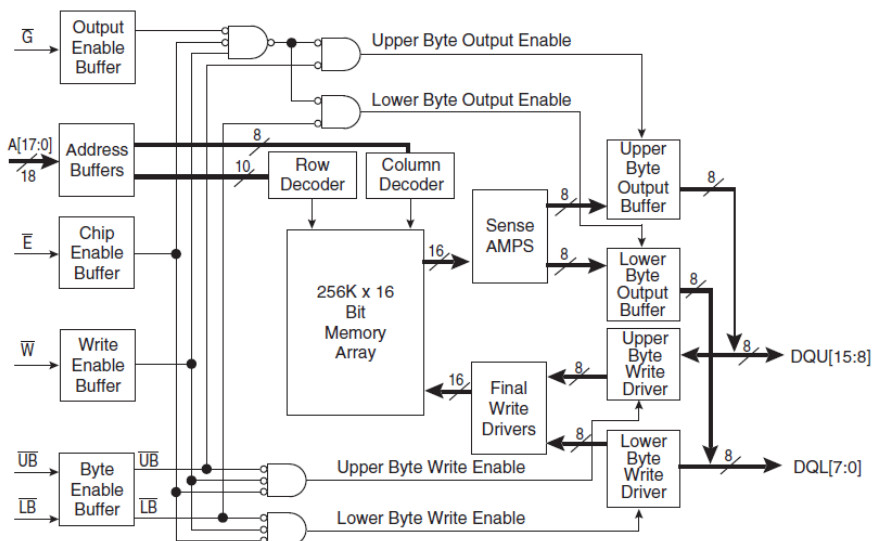 G
Output
Enable
Buffer
Upper Byte Output Enable
Lower Byte Output Enable
A[17:0]
18
Address
Buffers
8
10
Row
Decoder
Column
Decoder
Upper
Byte
Output
Buffer
8
E
Chip
Enable
Buffer
16
Sense
AMPS
8
8
Lower
Byte
Output
Buffer
8
256K x 16
Bit
Memory
Array
W
Write
Enable
Buffer
16
Final
Write
Drivers
8
8
Upper
Byte
Write
Driver
8
DQU[15:8]
UB
LB
Byte
Enable
Buffer
UB
LB
Upper Byte Write Enable
Lower Byte Write Enable
Lower
Byte
Write
Driver
8
DQL[7:0]